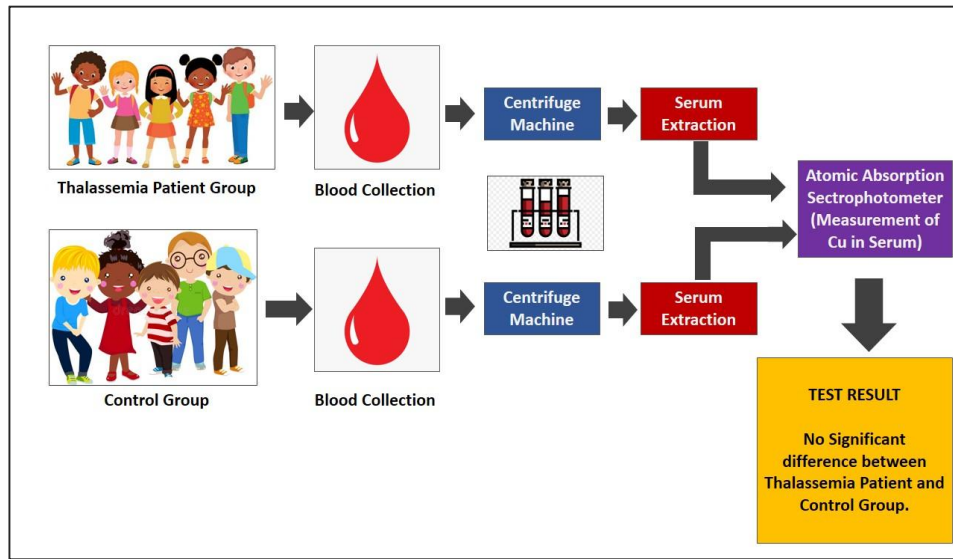 Thalassemia Patient Group
Blood Collection
Centrifuge
Machine
Serum
Extraction
Control Group
Blood Collection
Centrifuge
Machine
Serum
Extraction
Atomic Absorption
Sectrophotometer
(Measurement of
Cu in Serum)
TEST RESULT
No Significant
difference between
Thalassemia Patient and
Control Group.